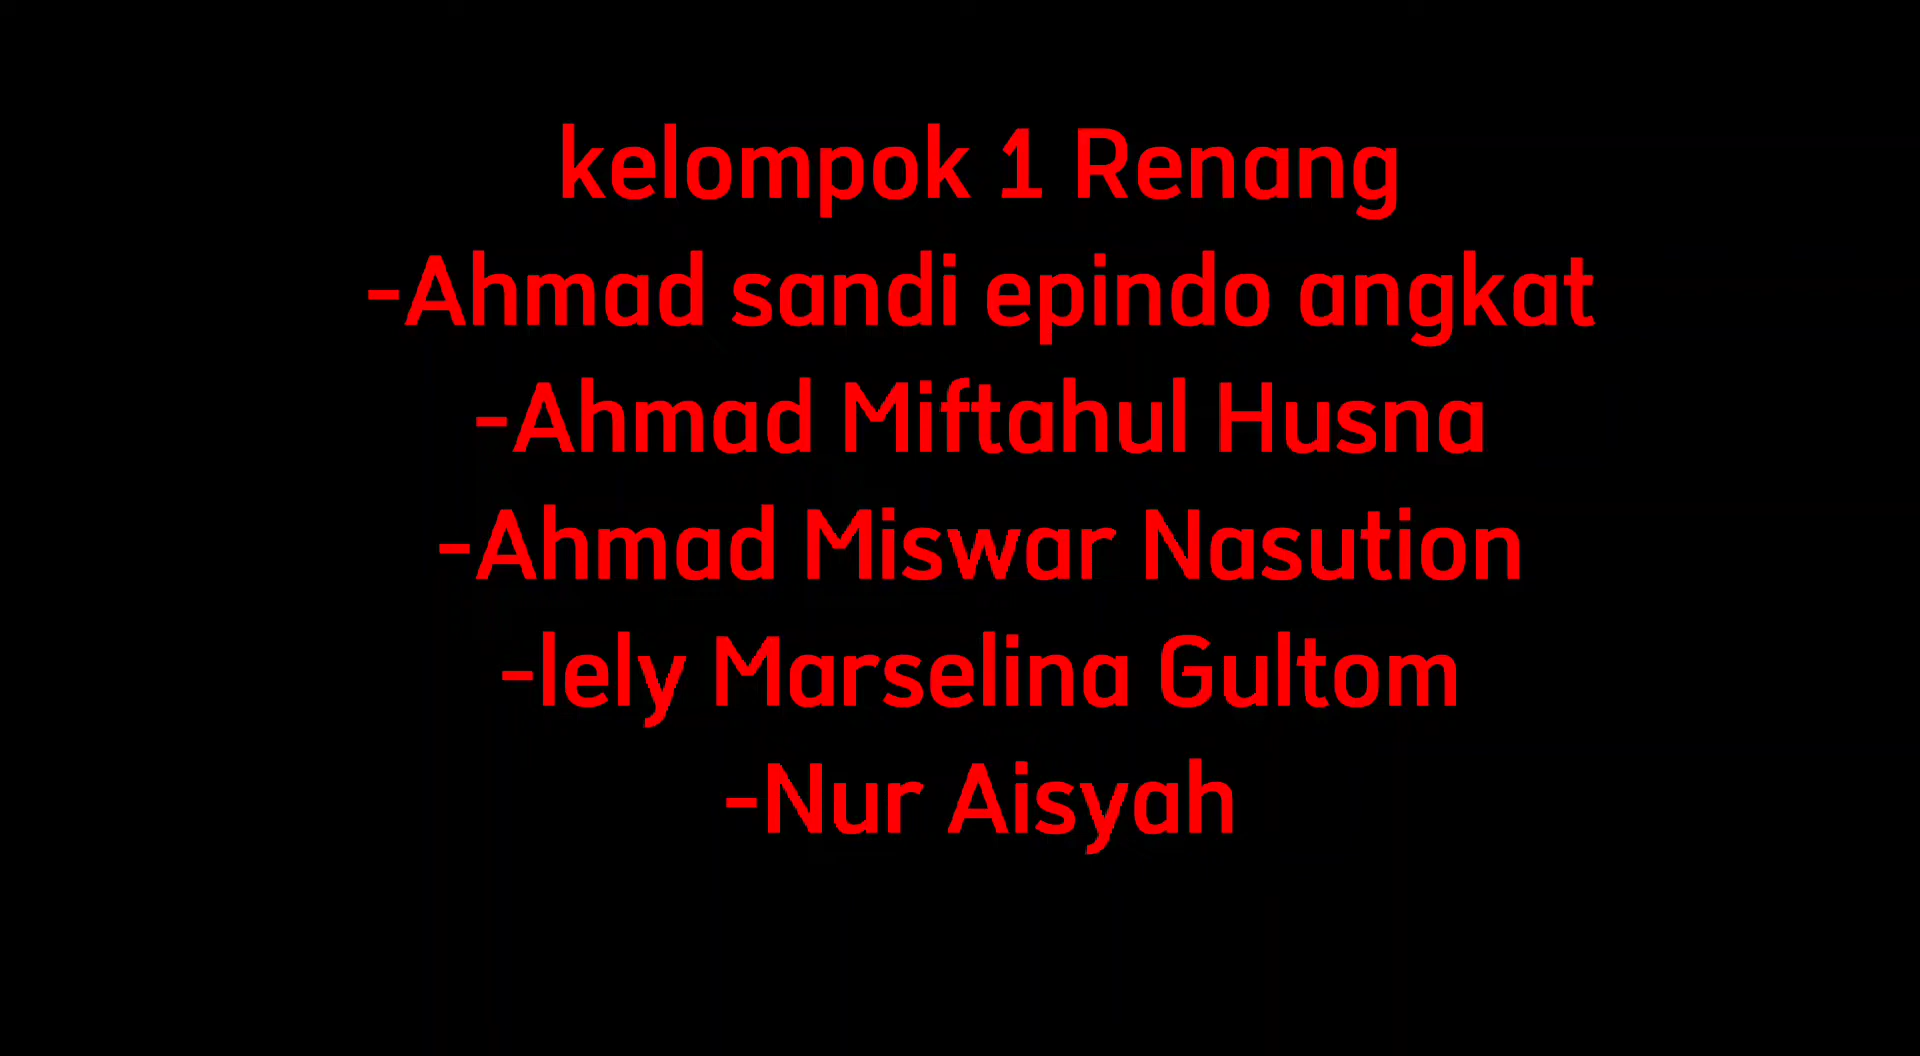 kelompok 1 Renang
-Ahmad sandi epindo angkat
-Ahmad Miftahul Husna
-Ahmad Miswar Nasution
-lely Marselina Gultom
-Nur Aisyah